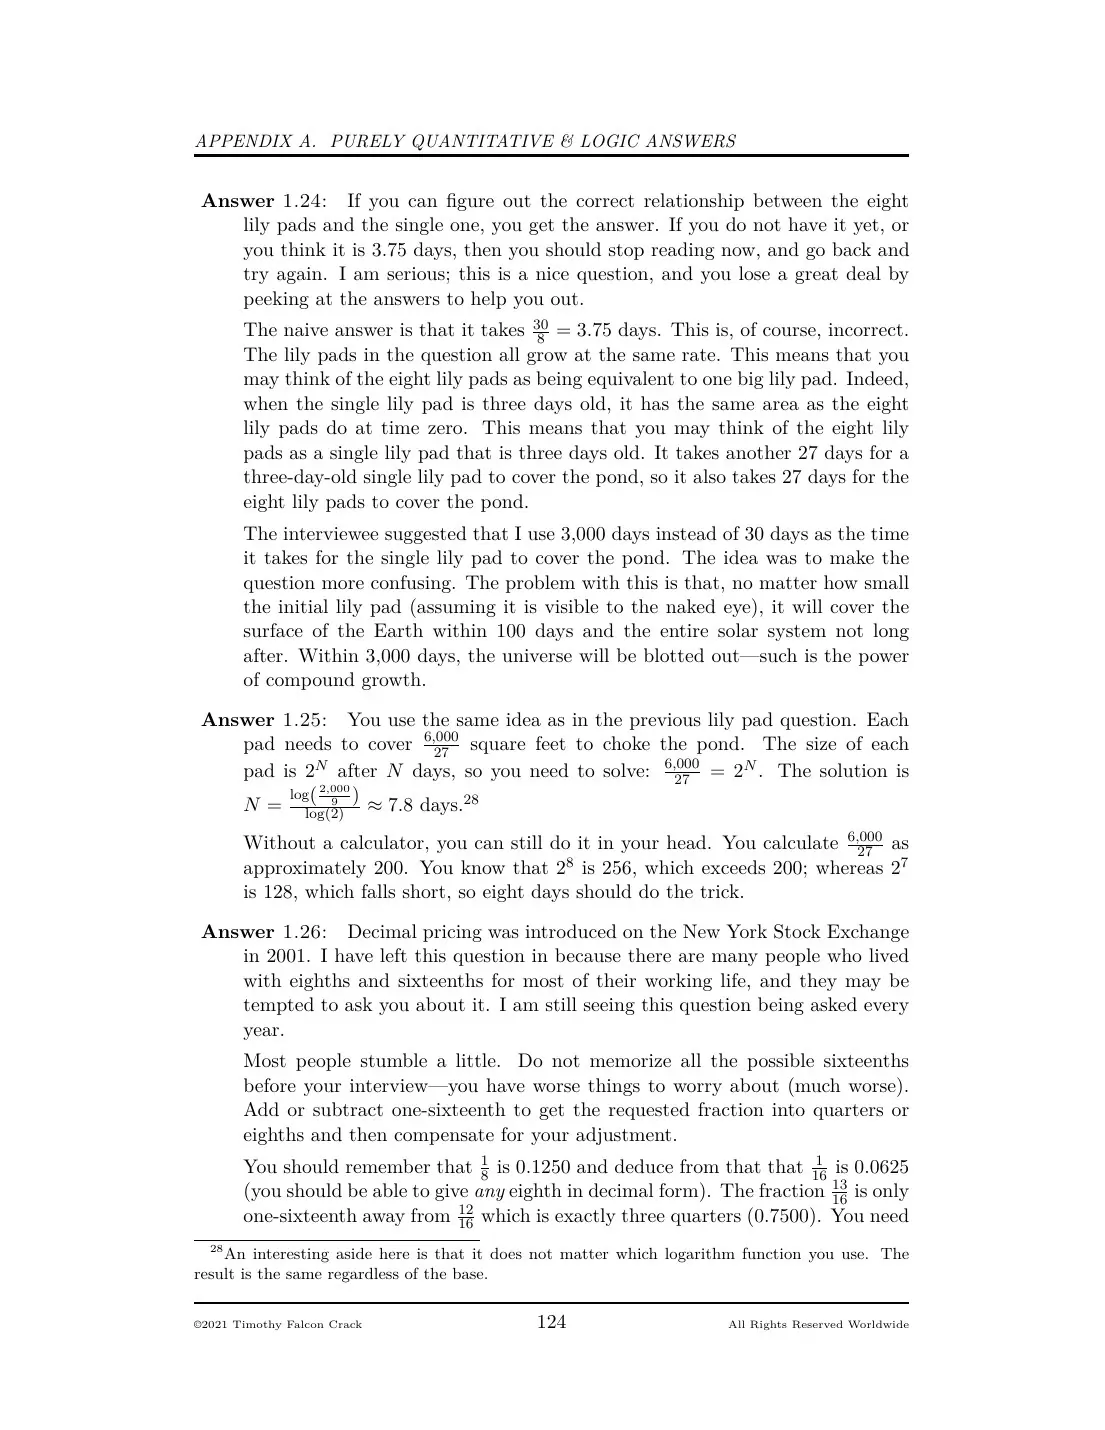 APPENDIX A. PURELY QUANTITATIVE & LOGIC ANSWERS
Answer 1.24: If you can figure out the correct relationship between the eight
lily pads and the single one, you get the answer. If you do not have it yet, or
you think it is 3.75 days, then you should stop reading now, and go back and
try again. I am serious; this is a nice question, and you lose a great deal by
peeking at the answers to help you out.
The naive answer is that it takes 30/8 = 3.75 days. This is, of course, incorrect.
The lily pads in the question all grow at the same rate. This means that you
may think of the eight lily pads as being equivalent to one big lily pad. Indeed,
when the single lily pad is three days old, it has the same area as the eight
lily pads do at time zero. This means that you may think of the eight lily
pads as a single lily pad that is three days old. It takes another 27 days for a
three-day-old single lily pad to cover the pond, so it also takes 27 days for the
eight lily pads to cover the pond.
The interviewee suggested that I use 3,000 days instead of 30 days as the time
it takes for the single lily pad to cover the pond. The idea was to make the
question more confusing. The problem with this is that, no matter how small
the initial lily pad (assuming it is visible to the naked eye), it will cover the
surface of the Earth within 100 days and the entire solar system not long
after. Within 3,000 days, the universe will be blotted out—such is the power
of compound growth.
Answer 1.25: You use the same idea as in the previous lily pad question. Each
pad needs to cover 6,000/27 square feet to choke the pond. The size of each
pad is 2^N after N days, so you need to solve: 6,000/27 = 2^N. The solution is
N = log(2,000/9)/log(2) ≈ 7.8 days.²⁸
Without a calculator, you can still do it in your head. You calculate 6,000/27 as
approximately 200. You know that 2⁸ is 256, which exceeds 200; whereas 2⁷
is 128, which falls short, so eight days should do the trick.
Answer 1.26: Decimal pricing was introduced on the New York Stock Exchange
in 2001. I have left this question in because there are many people who lived
with eighths and sixteenths for most of their working life, and they may be
tempted to ask you about it. I am still seeing this question being asked every
year.
Most people stumble a little. Do not memorize all the possible sixteenths
before your interview—you have worse things to worry about (much worse).
Add or subtract one-sixteenth to get the requested fraction into quarters or
eighths and then compensate for your adjustment.
You should remember that 1/8 is 0.1250 and deduce from that that 1/16 is 0.0625
(you should be able to give any eighth in decimal form). The fraction 13/16 is only
one-sixteenth away from 12/16 which is exactly three quarters (0.7500). You need
²⁸An interesting aside here is that it does not matter which logarithm function you use. The
result is the same regardless of the base.
©2021 Timothy Falcon Crack 124 All Rights Reserved Worldwide